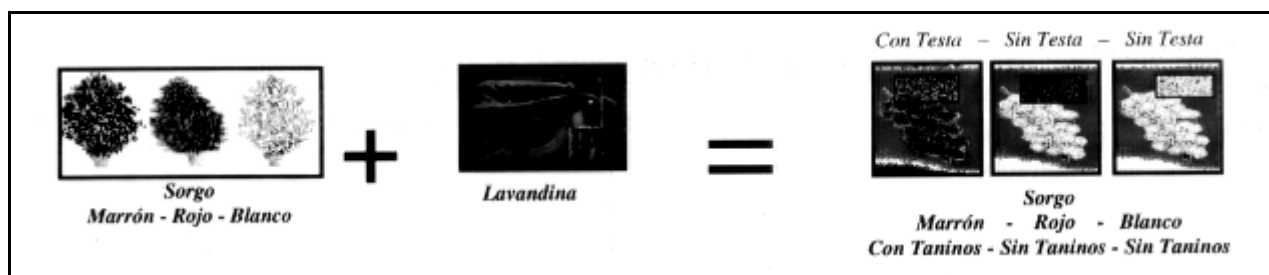 Con Testa – Sin Testa – Sin Testa
Sorgo
Marrón - Rojo - Blanco
Lavandina
Sorgo
Marrón - Rojo - Blanco
Con Taninos - Sin Taninos - Sin Taninos